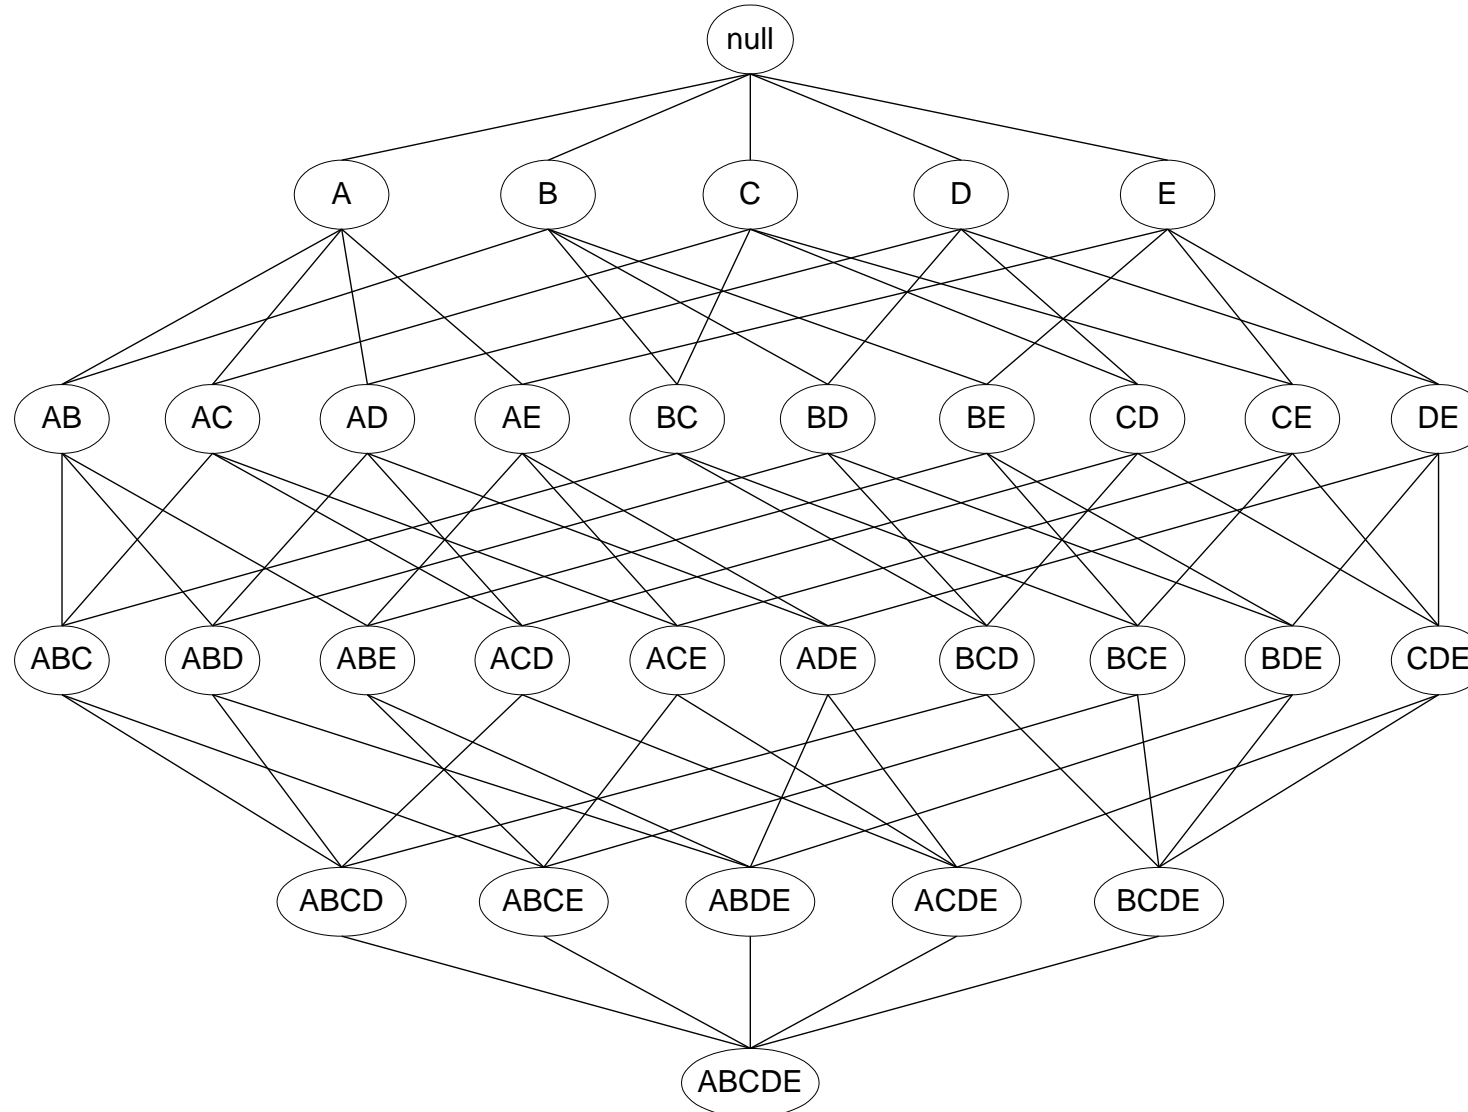 null
A B C D E
AB AC AD AE BC BD BE CD CE DE
ABC ABD ABE ACD ACE ADE BCD BCE BDE CDE
ABCD ABCE ABDE ACDE BCDE
ABCDE